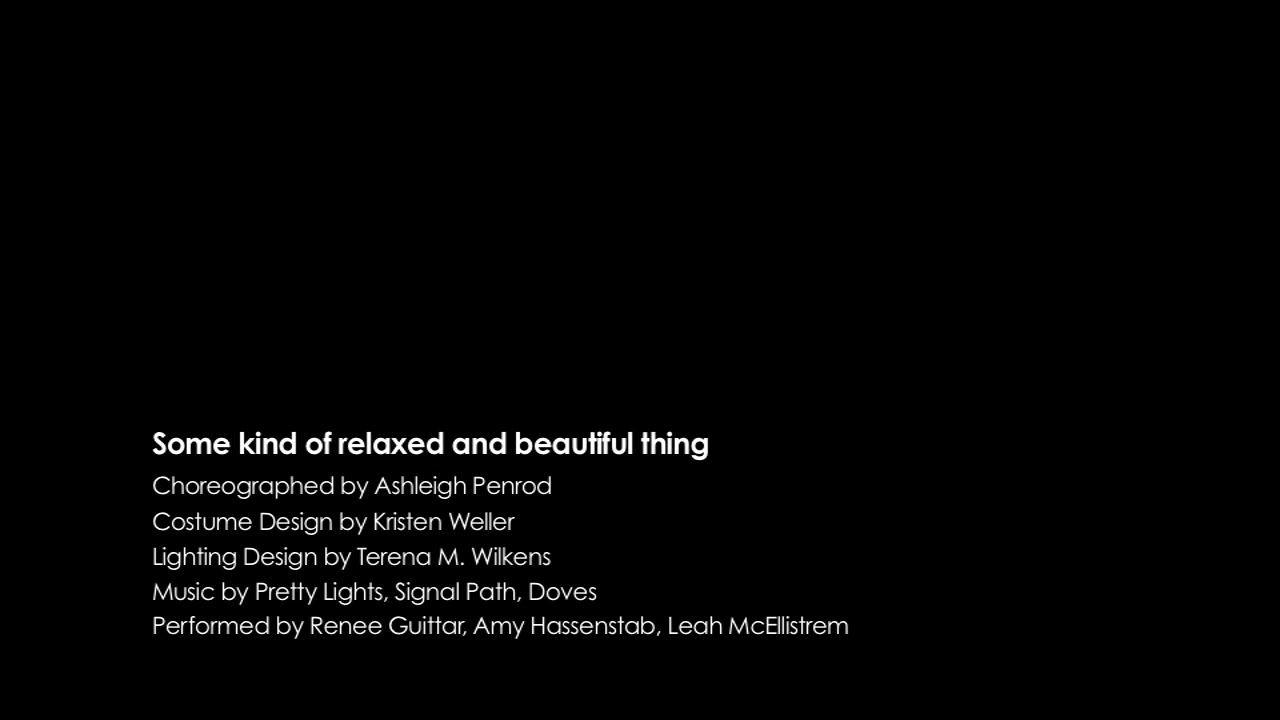 Some kind of relaxed and beautiful thing
Choreographed by Ashleigh Penrod
Costume Design by Kristen Weller
Lighting Design by Terena M. Wilkens
Music by Pretty Lights, Signal Path, Doves
Performed by Renee Guittar, Amy Hassenstab, Leah McEllistrem